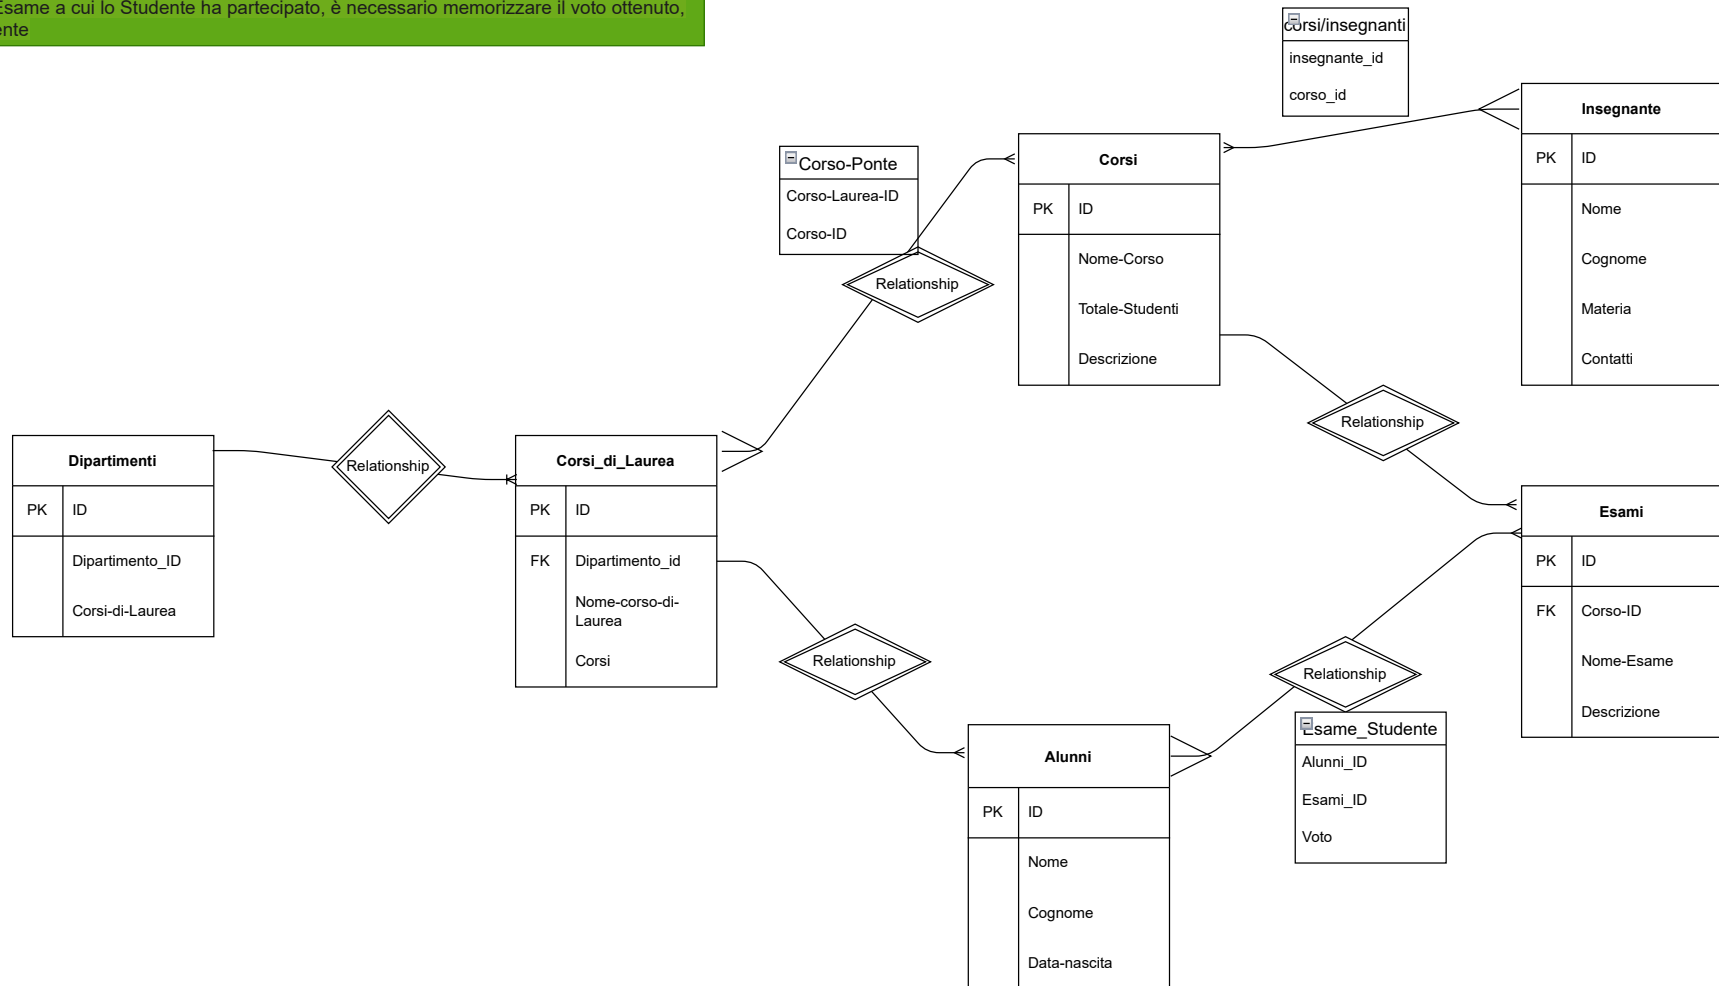 Esame a cui lo Studente ha partecipato, è necessario memorizzare il voto ottenuto,
corsi/insegnanti
insegnante_id
corso_id
Insegnante
PK ID
Nome
Cognome
Materia
Contatti
Corso-Ponte
Corso-Laurea-ID
Corso-ID
Relationship
Corsi
PK ID
Nome-Corso
Totale-Studenti
Descrizione
Relationship
Dipartimenti
PK ID
Dipartimento_ID
Corsi-di-Laurea
Relationship
Corsi_di_Laurea
PK ID
FK Dipartimento_id
Nome-corso-di-
Laurea
Corsi
Relationship
Esami
PK ID
FK Corso-ID
Nome-Esame
Descrizione
Relationship
Esame_Studente
Alunni_ID
Esami_ID
Voto
Alunni
PK ID
Nome
Cognome
Data-nascita